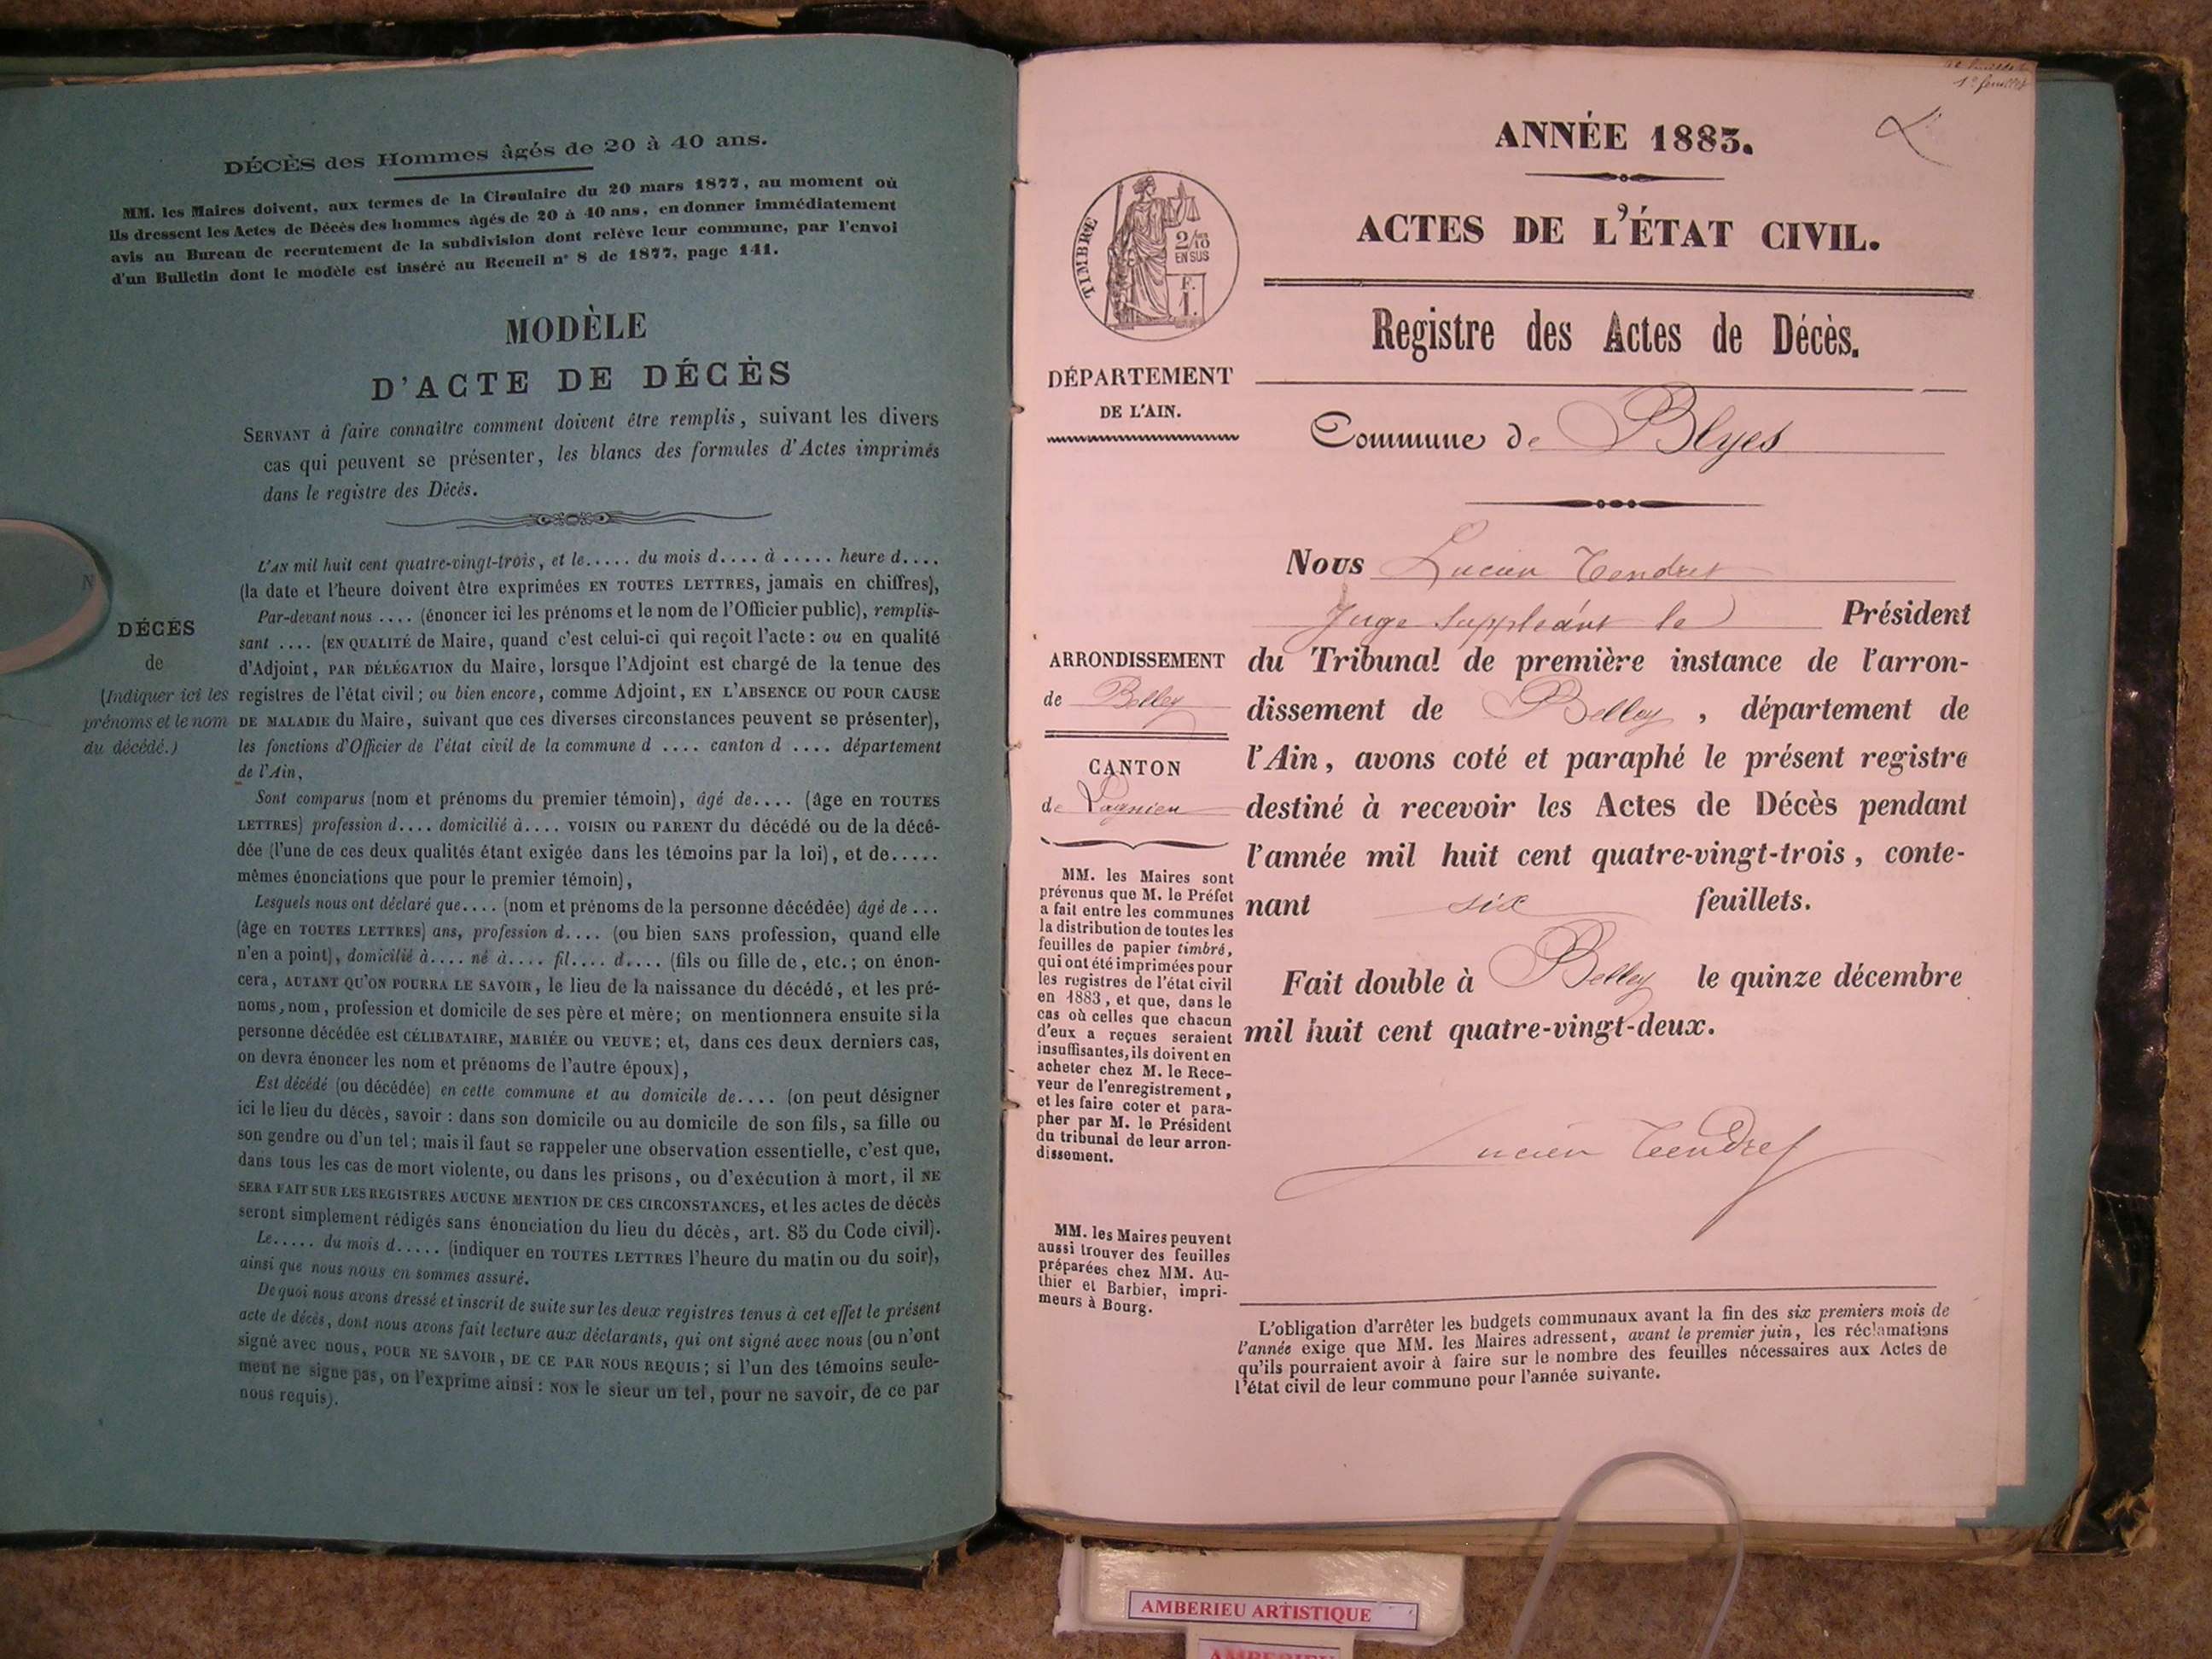 DÉCÈS des Hommes âgés de 20 à 40 ans.
MM. les Maires doivent, aux termes de la Circulaire du 20 mars 1877, au moment où
ils dressent les Actes de Décès des hommes âgés de 20 à 40 ans, en donner immédiatement
avis au Bureau de recrutement de la subdivision dont relève leur commune, par l'envoi
d'un Bulletin dont le modèle est inséré au Recueil n° 8 de 1877, page 141.
MODÈLE
D'ACTE DE DÉCÈS
SERVANT à faire connaître comment doivent être remplis, suivant les divers
cas qui peuvent se présenter, les blancs des formules d'Actes imprimés
dans le registre des Décès.
DÉCÈS
de
(Indiquer ici les
prénoms et le nom
du décédé.)
L'AN mil huit cent quatre-vingt-trois, et le..... du mois d.... à ..... heure d....
(la date et l'heure doivent être exprimées EN TOUTES LETTRES, jamais en chiffres),
Par-devant nous .... (énoncer ici les prénoms et le nom de l'Officier public), remplis-
sant .... (EN QUALITÉ de Maire, quand c'est celui-ci qui reçoit l'acte : ou en qualité
d'Adjoint, PAR DÉLÉGATION du Maire, lorsque l'Adjoint est chargé de la tenue des
registres de l'état civil ; ou bien encore, comme Adjoint, EN L'ABSENCE OU POUR CAUSE
DE MALADIE du Maire, suivant que ces diverses circonstances peuvent se présenter),
les fonctions d'Officier de l'état civil de la commune d .... canton d .... département
de l'Ain,
Sont comparus (nom et prénoms du premier témoin), âgé de.... (âge en TOUTES
LETTRES) profession d.... domicilié à.... VOISIN OU PARENT du décédé ou de la décé-
dée (l'une de ces deux qualités étant exigée dans les témoins par la loi), et de.....
mêmes énonciations que pour le premier témoin),
Lesquels nous ont déclaré que.... (nom et prénoms de la personne décédée) âgé de ...
(âge en TOUTES LETTRES) ans, profession d.... (ou bien SANS profession, quand elle
n'en a point), domicilié à.... né à.... fil.... d.... (fils ou fille de, etc. ; on énon-
cera, AUTANT QU'ON POURRA LE SAVOIR, le lieu de la naissance du décédé, et les pré-
noms, nom, profession et domicile de ses père et mère ; on mentionnera ensuite si la
personne décédée est CÉLIBATAIRE, MARIÉE OU VEUVE ; et, dans ces deux derniers cas,
on devra énoncer les nom et prénoms de l'autre époux),
Est décédé (ou décédée) en cette commune et au domicile de.... (on peut désigner
ici le lieu du décès, savoir : dans son domicile ou au domicile de son fils, sa fille ou
son gendre ou d'un tel ; mais il faut se rappeler une observation essentielle, c'est que,
dans tous les cas de mort violente, ou dans les prisons, ou d'exécution à mort, il NE
SERA FAIT SUR LES REGISTRES AUCUNE MENTION DE CES CIRCONSTANCES, et les actes de décès
seront simplement rédigés sans énonciation du lieu du décès, art. 85 du Code civil).
Le..... du mois d..... (indiquer en TOUTES LETTRES l'heure du matin ou du soir),
ainsi que nous nous en sommes assuré.
De quoi nous avons dressé et inscrit de suite sur les deux registres tenus à cet effet le présent
acte de décès, dont nous avons fait lecture aux déclarants, qui ont signé avec nous (ou n'ont
signé avec nous, POUR NE SAVOIR, DE CE PAR NOUS REQUIS ; si l'un des témoins seule-
ment ne signe pas, on l'exprime ainsi : NON le sieur un tel, pour ne savoir, de ce par
nous requis).
1er feuillet
ANNÉE 1883.
ACTES DE L'ÉTAT CIVIL.
TIMBRE
2/10
EN SUS
F.
1.
Registre des Actes de Décès.
DÉPARTEMENT
DE L'AIN.
Commune de Blyes
Nous Lucien Tendret
Juge Suppléant le Président
du Tribunal de première instance de l'arron-
dissement de Belley, département de
l'Ain, avons coté et paraphé le présent registre
destiné à recevoir les Actes de Décès pendant
l'année mil huit cent quatre-vingt-trois, conte-
nant six feuillets.
Fait double à Belley le quinze décembre
mil huit cent quatre-vingt-deux.
Lucien Tendret
ARRONDISSEMENT
de Belley
CANTON
de Lagnieu
MM. les Maires sont
prévenus que M. le Préfet
a fait entre les communes
la distribution de toutes les
feuilles de papier timbré,
qui ont été imprimées pour
les registres de l'état civil
en 1883, et que, dans le
cas où celles que chacun
d'eux a reçues seraient
insuffisantes, ils doivent en
acheter chez M. le Rece-
veur de l'enregistrement,
et les faire coter et para-
pher par M. le Président
du tribunal de leur arron-
dissement.
MM. les Maires peuvent
aussi trouver des feuilles
préparées chez MM. Au-
thier et Barbier, impri-
meurs à Bourg.
L'obligation d'arrêter les budgets communaux avant la fin des six premiers mois de
l'année exige que MM. les Maires adressent, avant le premier juin, les réclamations
qu'ils pourraient avoir à faire sur le nombre des feuilles nécessaires aux Actes de
l'état civil de leur commune pour l'année suivante.
AMBERIEU ARTISTIQUE
AMBERIEU